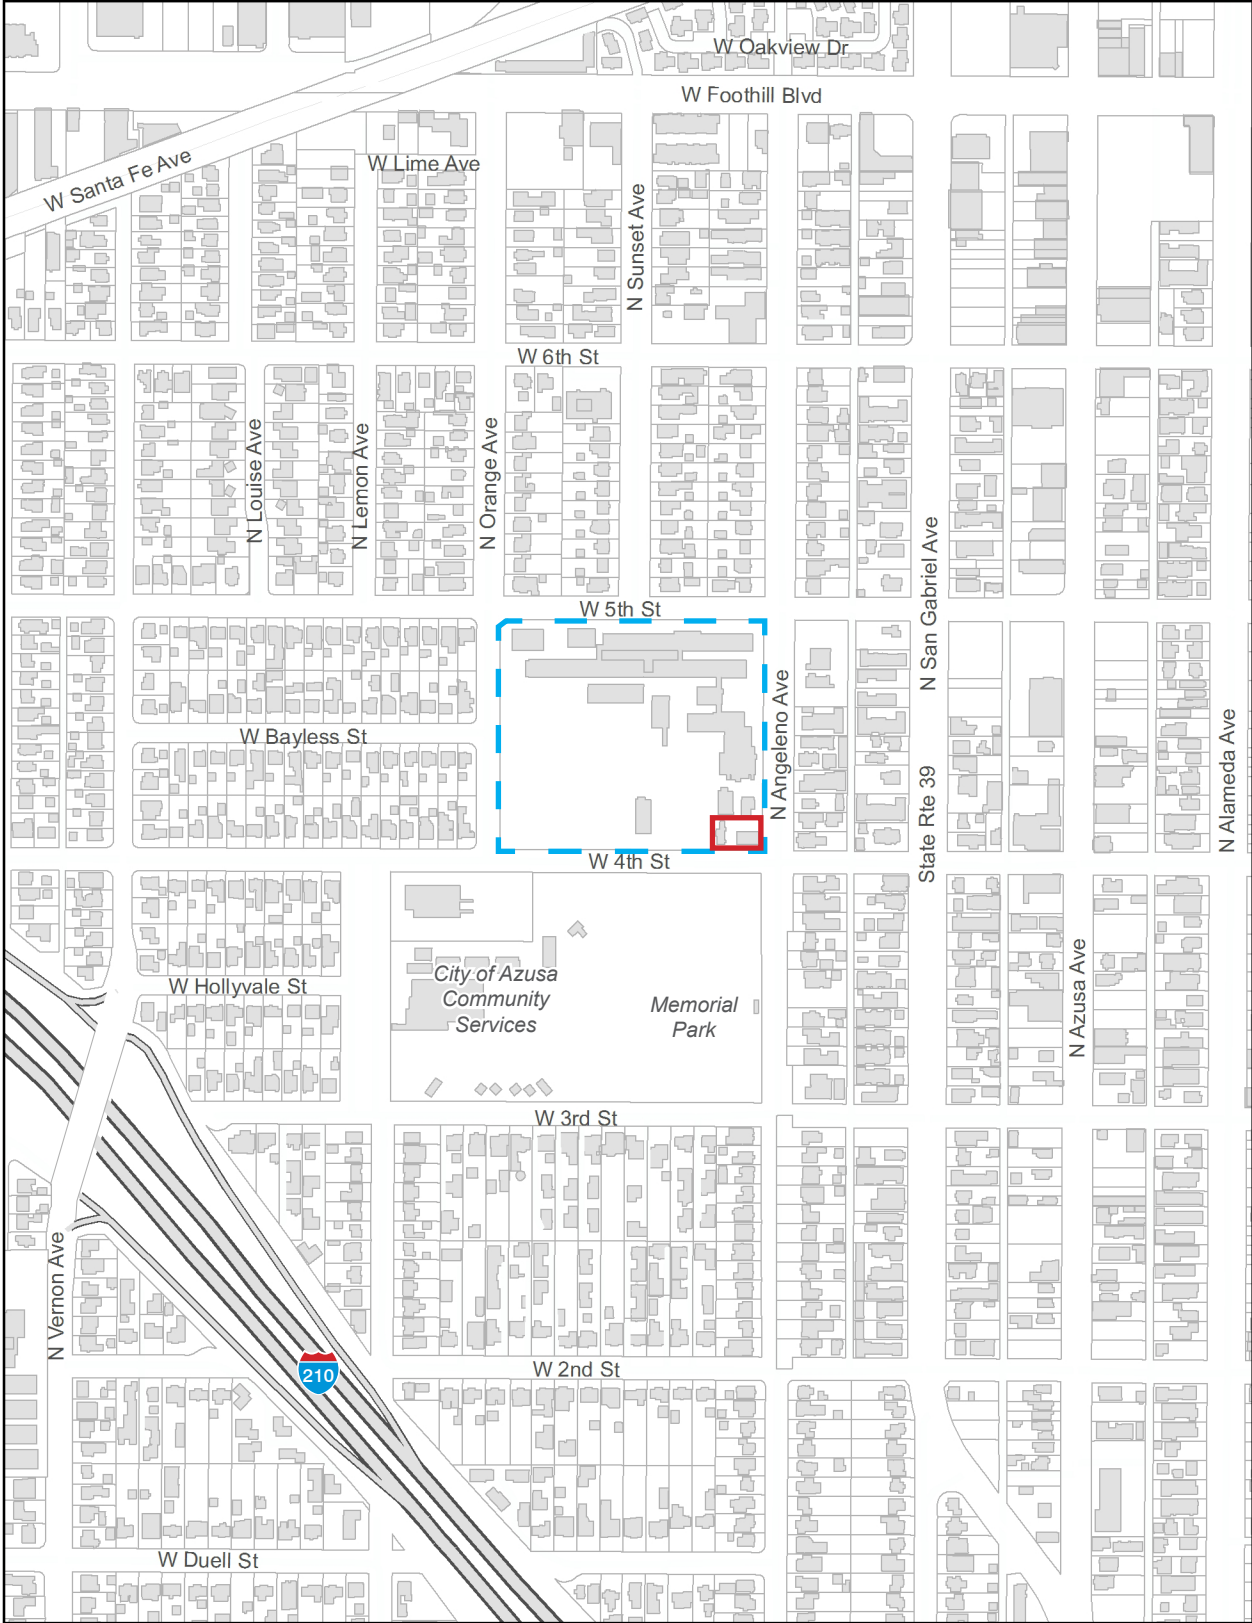 W Oakview Dr
W Foothill Blvd
W Santa Fe Ave
W Lime Ave
N Sunset Ave
W 6th St
N Louise Ave
N Lemon Ave
N Orange Ave
N San Gabriel Ave
W 5th St
N Angeleno Ave
W Bayless St
State Rte 39
N Alameda Ave
W 4th St
City of Azusa
Community
Services
Memorial
Park
N Azusa Ave
W Hollyvale St
W 3rd St
N Vernon Ave
W 2nd St
210
W Duell St